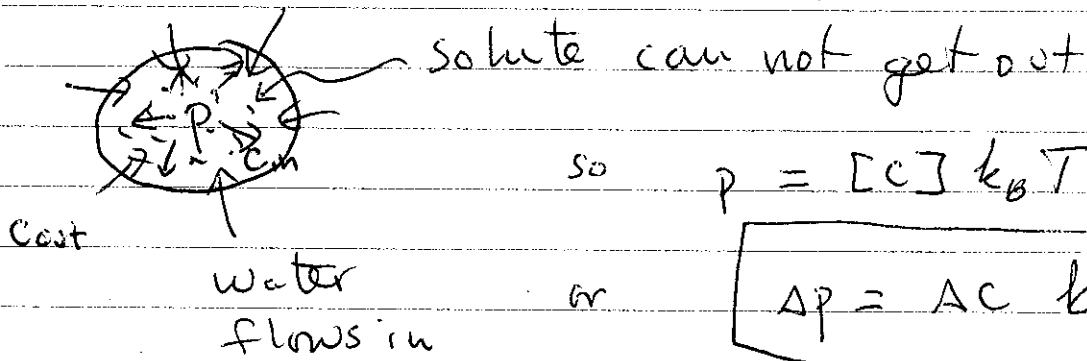 solute can not get out
P
Cin
so p = [C] k_B T
Cout
water or Δp = ΔC k
flows in